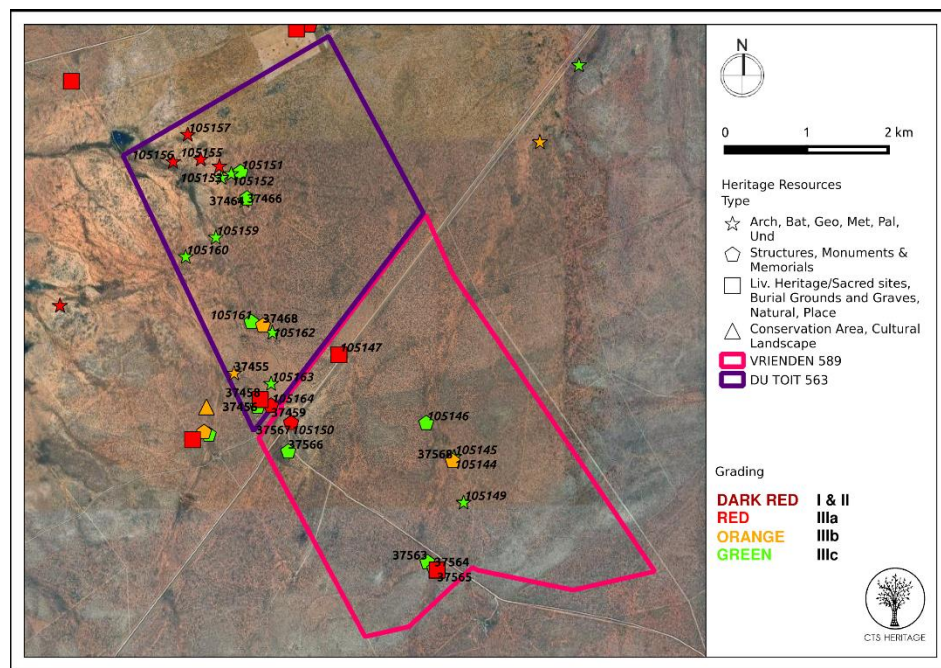 105157
105156
105155
105151
105153
105152
37464
37466
105159
105160
105161
37468
105162
105147
37455
105163
37458
105164
37456
37459
37567
105150
37566
105146
37568
105145
105144
105149
37563
37564
37565
N
0 1 2 km
Heritage Resources
Type
Arch, Bat, Geo, Met, Pal,
Und
Structures, Monuments &
Memorials
Liv. Heritage/Sacred sites,
Burial Grounds and Graves,
Natural, Place
Conservation Area, Cultural
Landscape
VRIENDEN 589
DU TOIT 563
Grading
DARK RED I & II
RED IIIa
ORANGE IIIb
GREEN IIIc
CTS HERITAGE